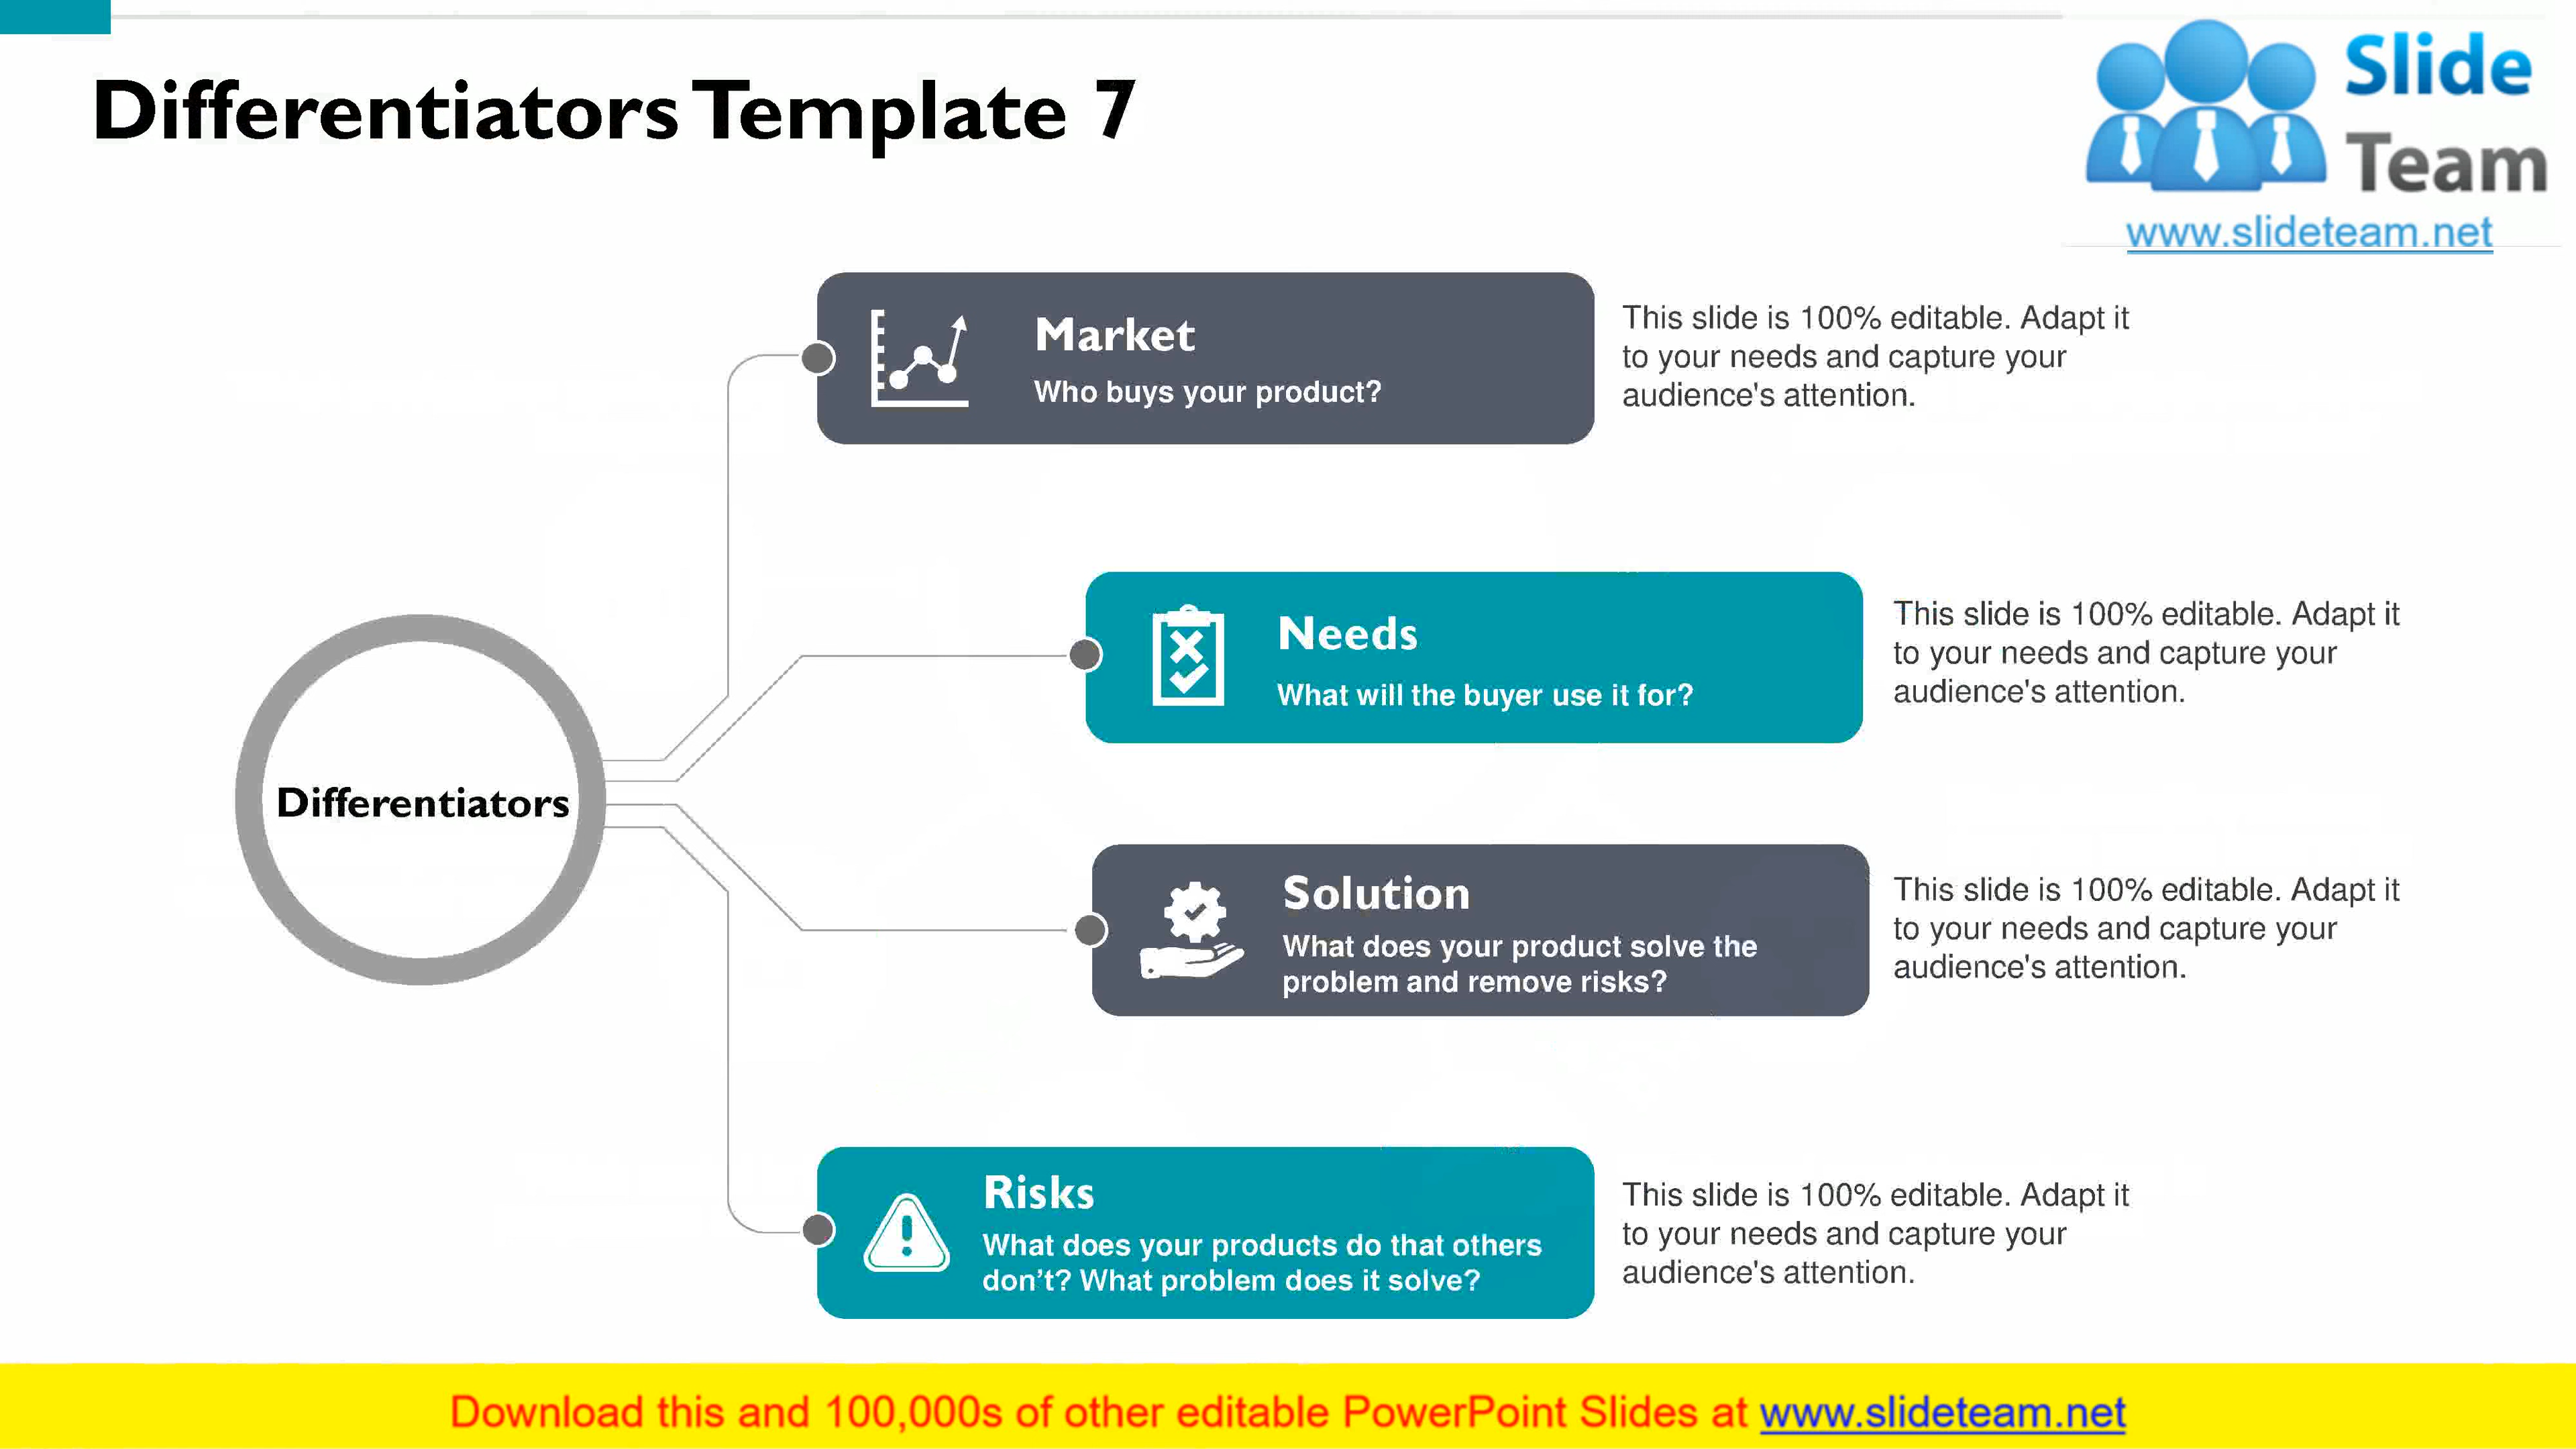 Differentiators Template 7
Slide
Team
www.slideteam.net
Market
Who buys your product?
This slide is 100% editable. Adapt it
to your needs and capture your
audience's attention.
Needs
What will the buyer use it for?
This slide is 100% editable. Adapt it
to your needs and capture your
audience's attention.
Differentiators
Solution
What does your product solve the
problem and remove risks?
This slide is 100% editable. Adapt it
to your needs and capture your
audience's attention.
Risks
What does your products do that others
don’t? What problem does it solve?
This slide is 100% editable. Adapt it
to your needs and capture your
audience's attention.
Download this and 100,000s of other editable PowerPoint Slides at www.slideteam.net